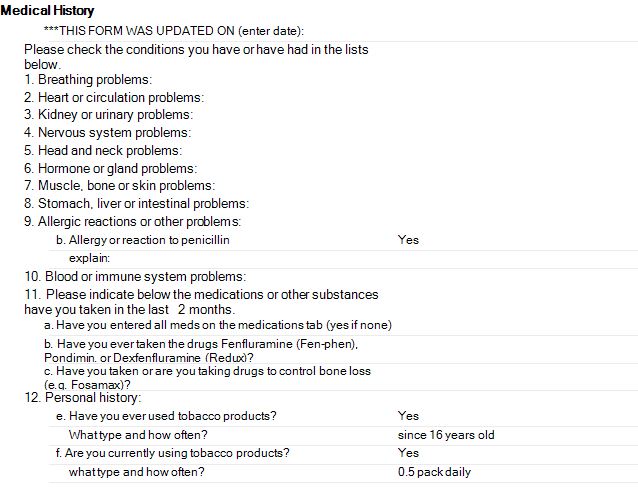 Medical History
***THIS FORM WAS UPDATED ON (enter date):
Please check the conditions you have or have had in the lists
below.
1. Breathing problems:
2. Heart or circulation problems:
3. Kidney or urinary problems:
4. Nervous system problems:
5. Head and neck problems:
6. Hormone or gland problems:
7. Muscle, bone or skin problems:
8. Stomach, liver or intestinal problems:
9. Allergic reactions or other problems:
b. Allergy or reaction to penicillin Yes
explain:
10. Blood or immune system problems:
11. Please indicate below the medications or other substances
have you taken in the last 2 months.
a. Have you entered all meds on the medications tab (yes if none)
b. Have you ever taken the drugs Fenfluramine (Fen-phen),
Pondimin, or Dexfenfluramine (Redux)?
c. Have you taken or are you taking drugs to control bone loss
(e.g. Fosamax)?
12. Personal history:
e. Have you ever used tobacco products? Yes
What type and how often? since 16 years old
f. Are you currently using tobacco products? Yes
what type and how often? 0.5 pack daily